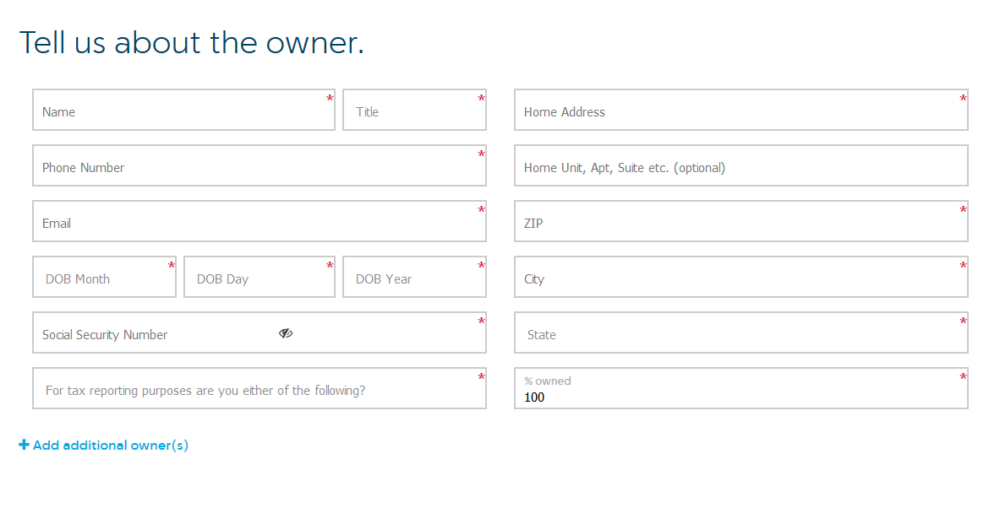 Tell us about the owner.
Name * Title *
Phone Number *
Email *
DOB Month * DOB Day * DOB Year *
Social Security Number *
For tax reporting purposes are you either of the following? *
Home Address *
Home Unit, Apt, Suite etc. (optional)
ZIP *
City *
State *
% owned *
100
+ Add additional owner(s)